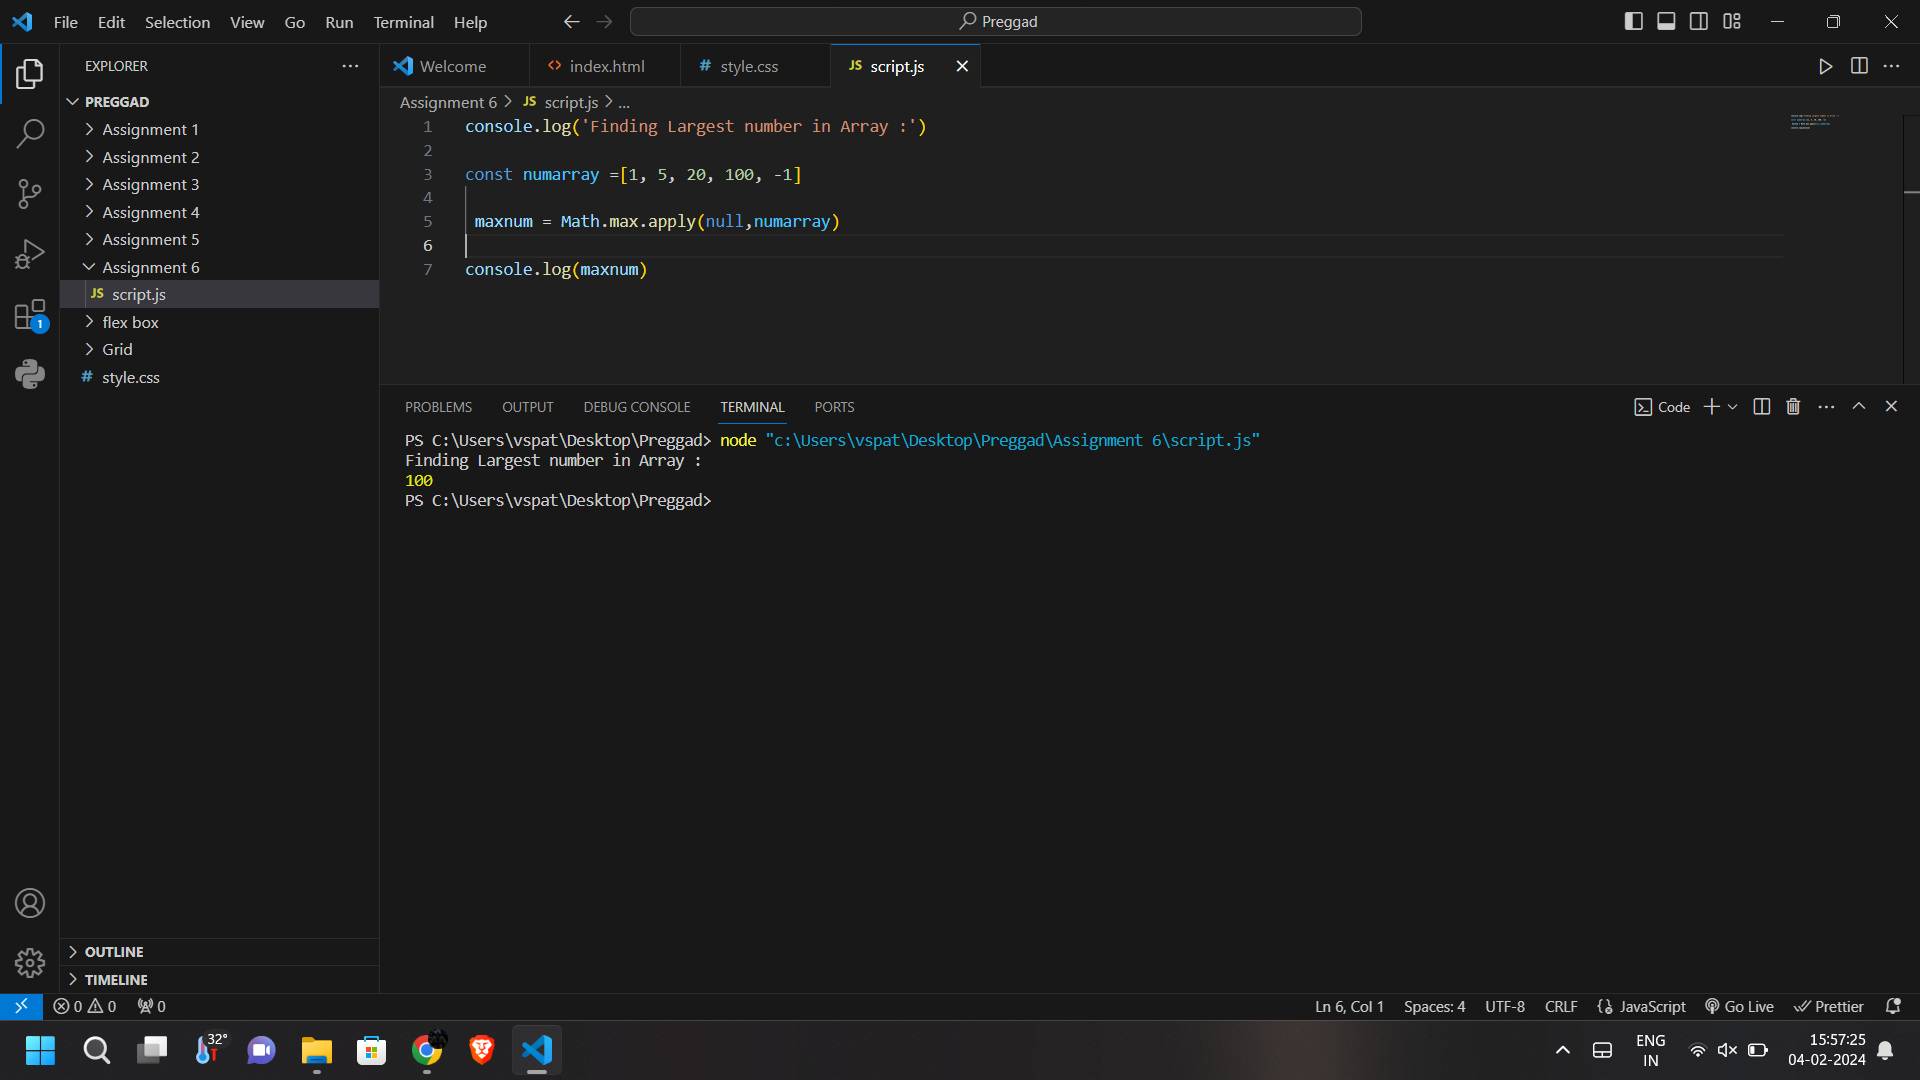 File Edit Selection View Go Run Terminal Help
Preggad
EXPLORER
PREGGAD
Assignment 1
Assignment 2
Assignment 3
Assignment 4
Assignment 5
Assignment 6
JS script.js
flex box
Grid
# style.css
OUTLINE
TIMELINE
Welcome
<> index.html
# style.css
JS script.js
Assignment 6 > JS script.js > ...
1 console.log('Finding Largest number in Array :')
2
3 const numarray =[1, 5, 20, 100, -1]
4
5 maxnum = Math.max.apply(null,numarray)
6
7 console.log(maxnum)
PROBLEMS OUTPUT DEBUG CONSOLE TERMINAL PORTS
Code
PS C:\Users\vspat\Desktop\Preggad> node "c:\Users\vspat\Desktop\Preggad\Assignment 6\script.js"
Finding Largest number in Array :
100
PS C:\Users\vspat\Desktop\Preggad>
1
0 0 0
Ln 6, Col 1 Spaces: 4 UTF-8 CRLF {} JavaScript Go Live Prettier
32°
ENG
IN
15:57:25
04-02-2024